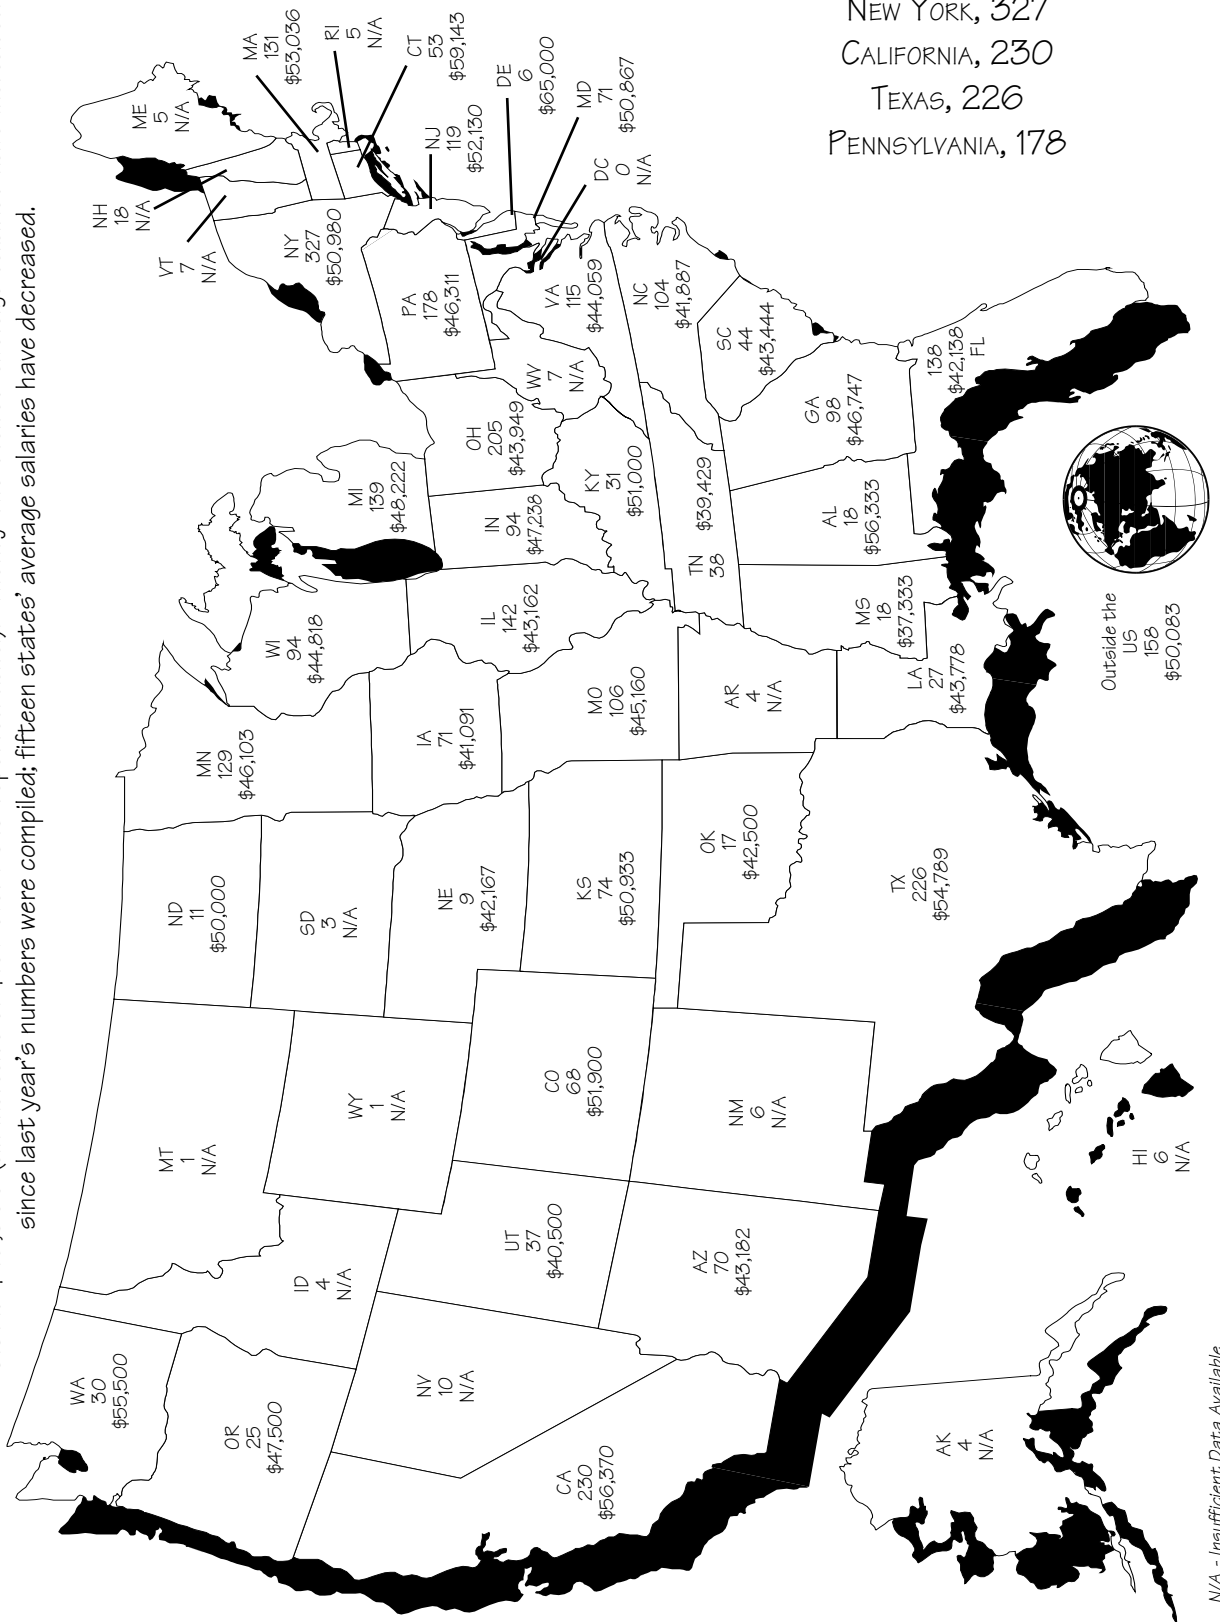 since last year's numbers were compiled; fifteen states' average salaries have decreased.
WA
30
$55,500
OR
25
$47,500
CA
230
$56,370
NV
10
N/A
ID
4
N/A
MT
1
N/A
WY
1
N/A
UT
37
$40,500
AZ
70
$43,182
CO
68
$51,900
NM
6
N/A
ND
11
$50,000
SD
3
N/A
NE
9
$42,167
KS
74
$50,933
OK
17
$42,500
TX
226
$54,789
MN
129
$46,103
IA
71
$41,091
MO
106
$45,160
AR
4
N/A
LA
27
$43,778
WI
94
$44,818
IL
142
$43,162
MS
18
$37,333
MI
139
$48,222
IN
94
$47,238
OH
205
$43,949
KY
31
$51,000
TN
38
$39,429
AL
18
$56,333
GA
98
$46,747
138
$42,138
FL
SC
44
$43,444
NC
104
$41,887
VA
115
$44,059
WV
7
N/A
PA
178
$46,311
NY
327
$50,980
VT
7
N/A
NH
18
N/A
ME
5
N/A
MA
131
$53,036
RI
5
N/A
CT
53
$59,143
NJ
119
$52,130
DE
6
$65,000
MD
71
$50,867
DC
0
N/A
AK
4
N/A
HI
6
N/A
Outside the
US
158
$50,083
New York, 327
California, 230
Texas, 226
Pennsylvania, 178
N/A - Insufficient Data Available